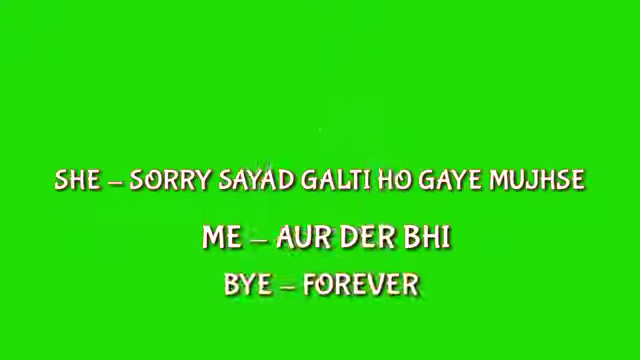 SHE – SORRY SAYAD GALTI HO GAYE MUJHSE
ME – AUR DER BHI
BYE – FOREVER